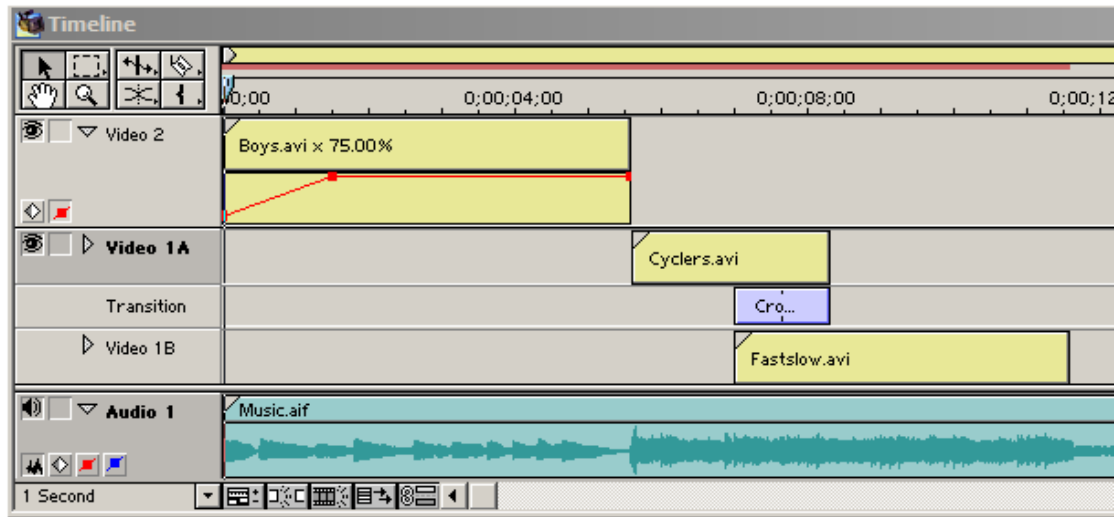 Timeline
0;00 0;00;04;00 0;00;08;00 0;00;12
Video 2
Boys.avi × 75.00%
Video 1A
Cyclers.avi
Transition
Cro...
Video 1B
Fastslow.avi
Audio 1
Music.aif
1 Second